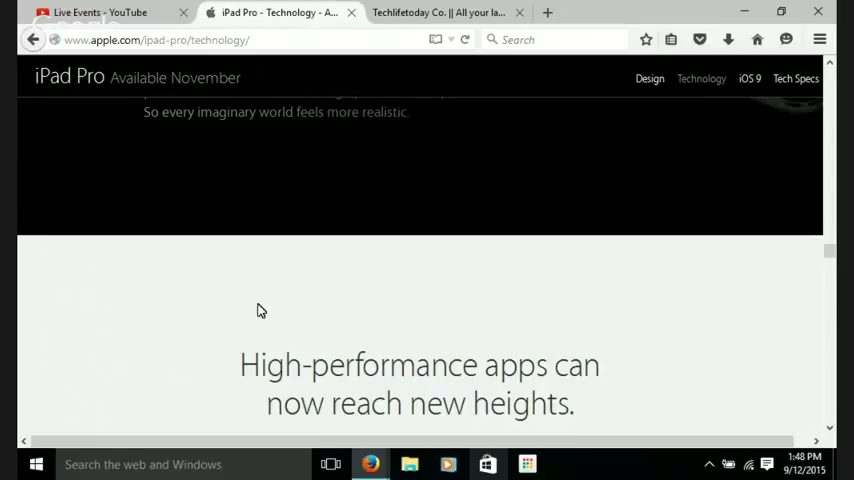 Live Events - YouTube
iPad Pro - Technology - A...
Techlifetoday Co. || All your la...
Google
www.apple.com/ipad-pro/technology/
Search
iPad Pro Available November
Design Technology iOS 9 Tech Specs
So every imaginary world feels more realistic.
High-performance apps can
now reach new heights.
Search the web and Windows
1:48 PM
9/12/2015